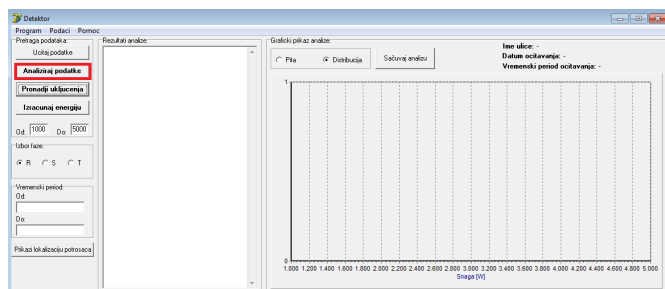 Detektor
Program Podaci Pomoc
Pretraga podataka:
Ucitaj podatke
Analiziraj podatke
Pronadji ukljucenja
Izracunaj energiju
Od: 1000 Do: 5000
Izbor faze:
R S T
Vremenski period:
Od:
Do:
Prikazi lokalizaciju potrosaca
Rezultati analize:
Graficki prikaz analize:
Pita Distribucija Sačuvaj analizu
Ime ulice: -
Datum ocitavanja: -
Vremenski period ocitavanja: -
1
0
1.000 1.200 1.400 1.600 1.800 2.000 2.200 2.400 2.600 2.800 3.000 3.200 3.400 3.600 3.800 4.000 4.200 4.400 4.600 4.800 5.000
Snaga [W]